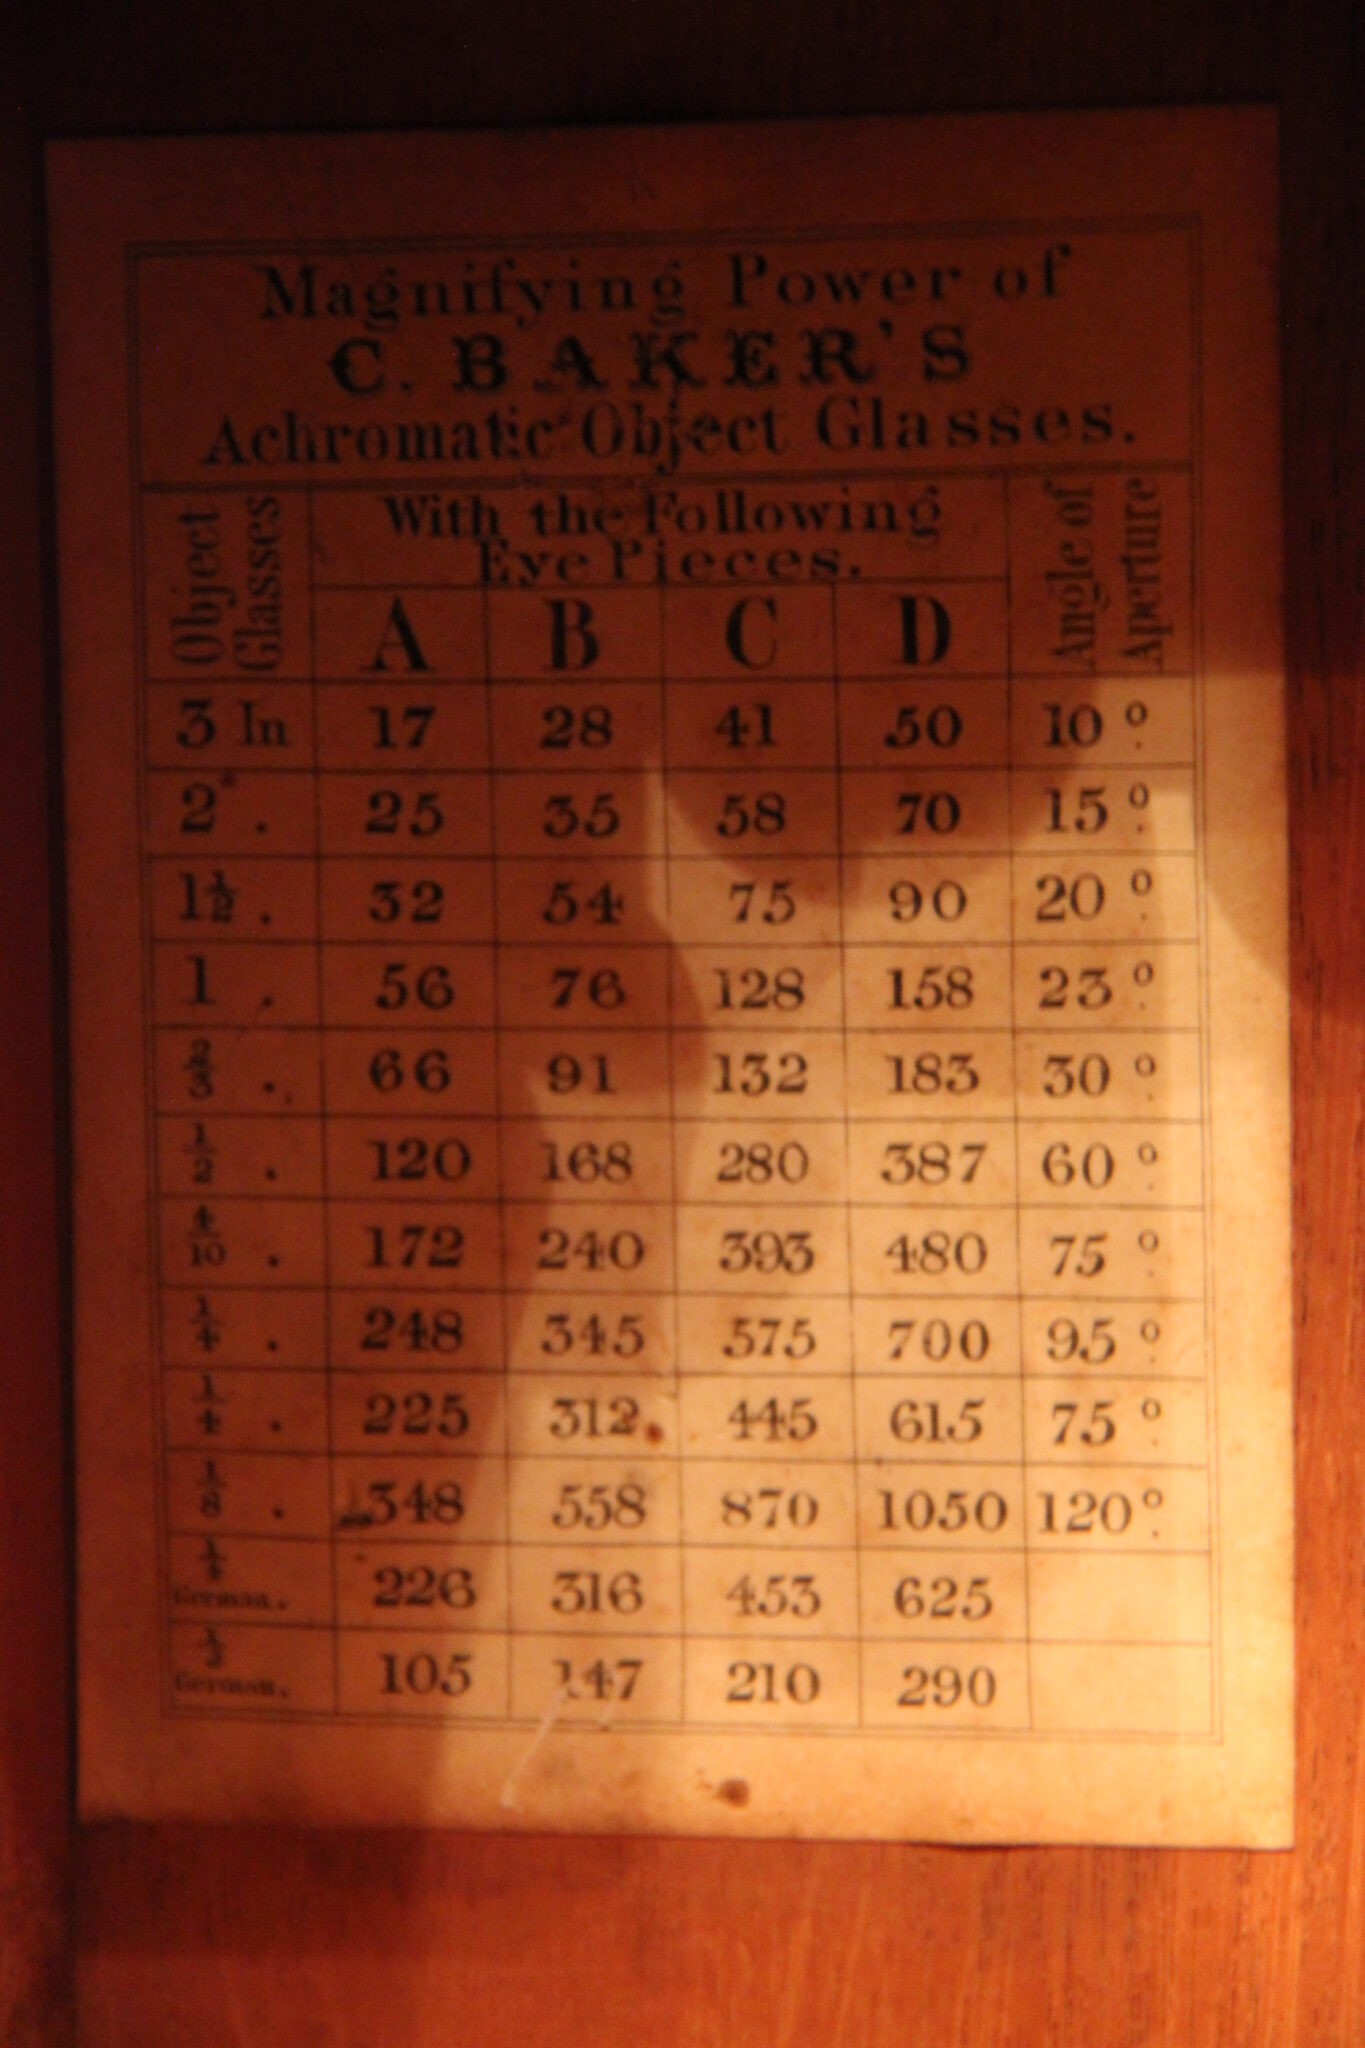 Magnifying Power of
C. BAKER'S
Achromatic Object Glasses.
Object Glasses
With the Following
Eye Pieces.
Angle of Aperture
A B C D
3 In 17 28 41 50 10°
2 . 25 35 58 70 15°
1½ . 32 54 75 90 20°
1 . 56 76 128 158 23°
2/3 . 66 91 132 183 30°
1/2 . 120 168 280 387 60°
4/10 . 172 240 393 480 75°
1/4 . 248 345 575 700 95°
1/4 . 225 312 445 615 75°
1/8 . 348 558 870 1050 120°
1/4 German. 226 316 453 625
1/2 German. 105 147 210 290